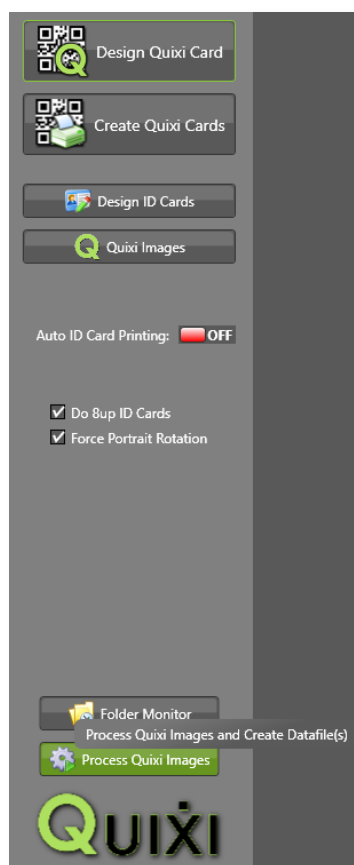 Design Quixi Card
Create Quixi Cards
Design ID Cards
Quixi Images
Auto ID Card Printing: OFF
Do 8up ID Cards
Force Portrait Rotation
Folder Monitor
Process Quixi Images and Create Datafile(s)
Process Quixi Images
QUIXI